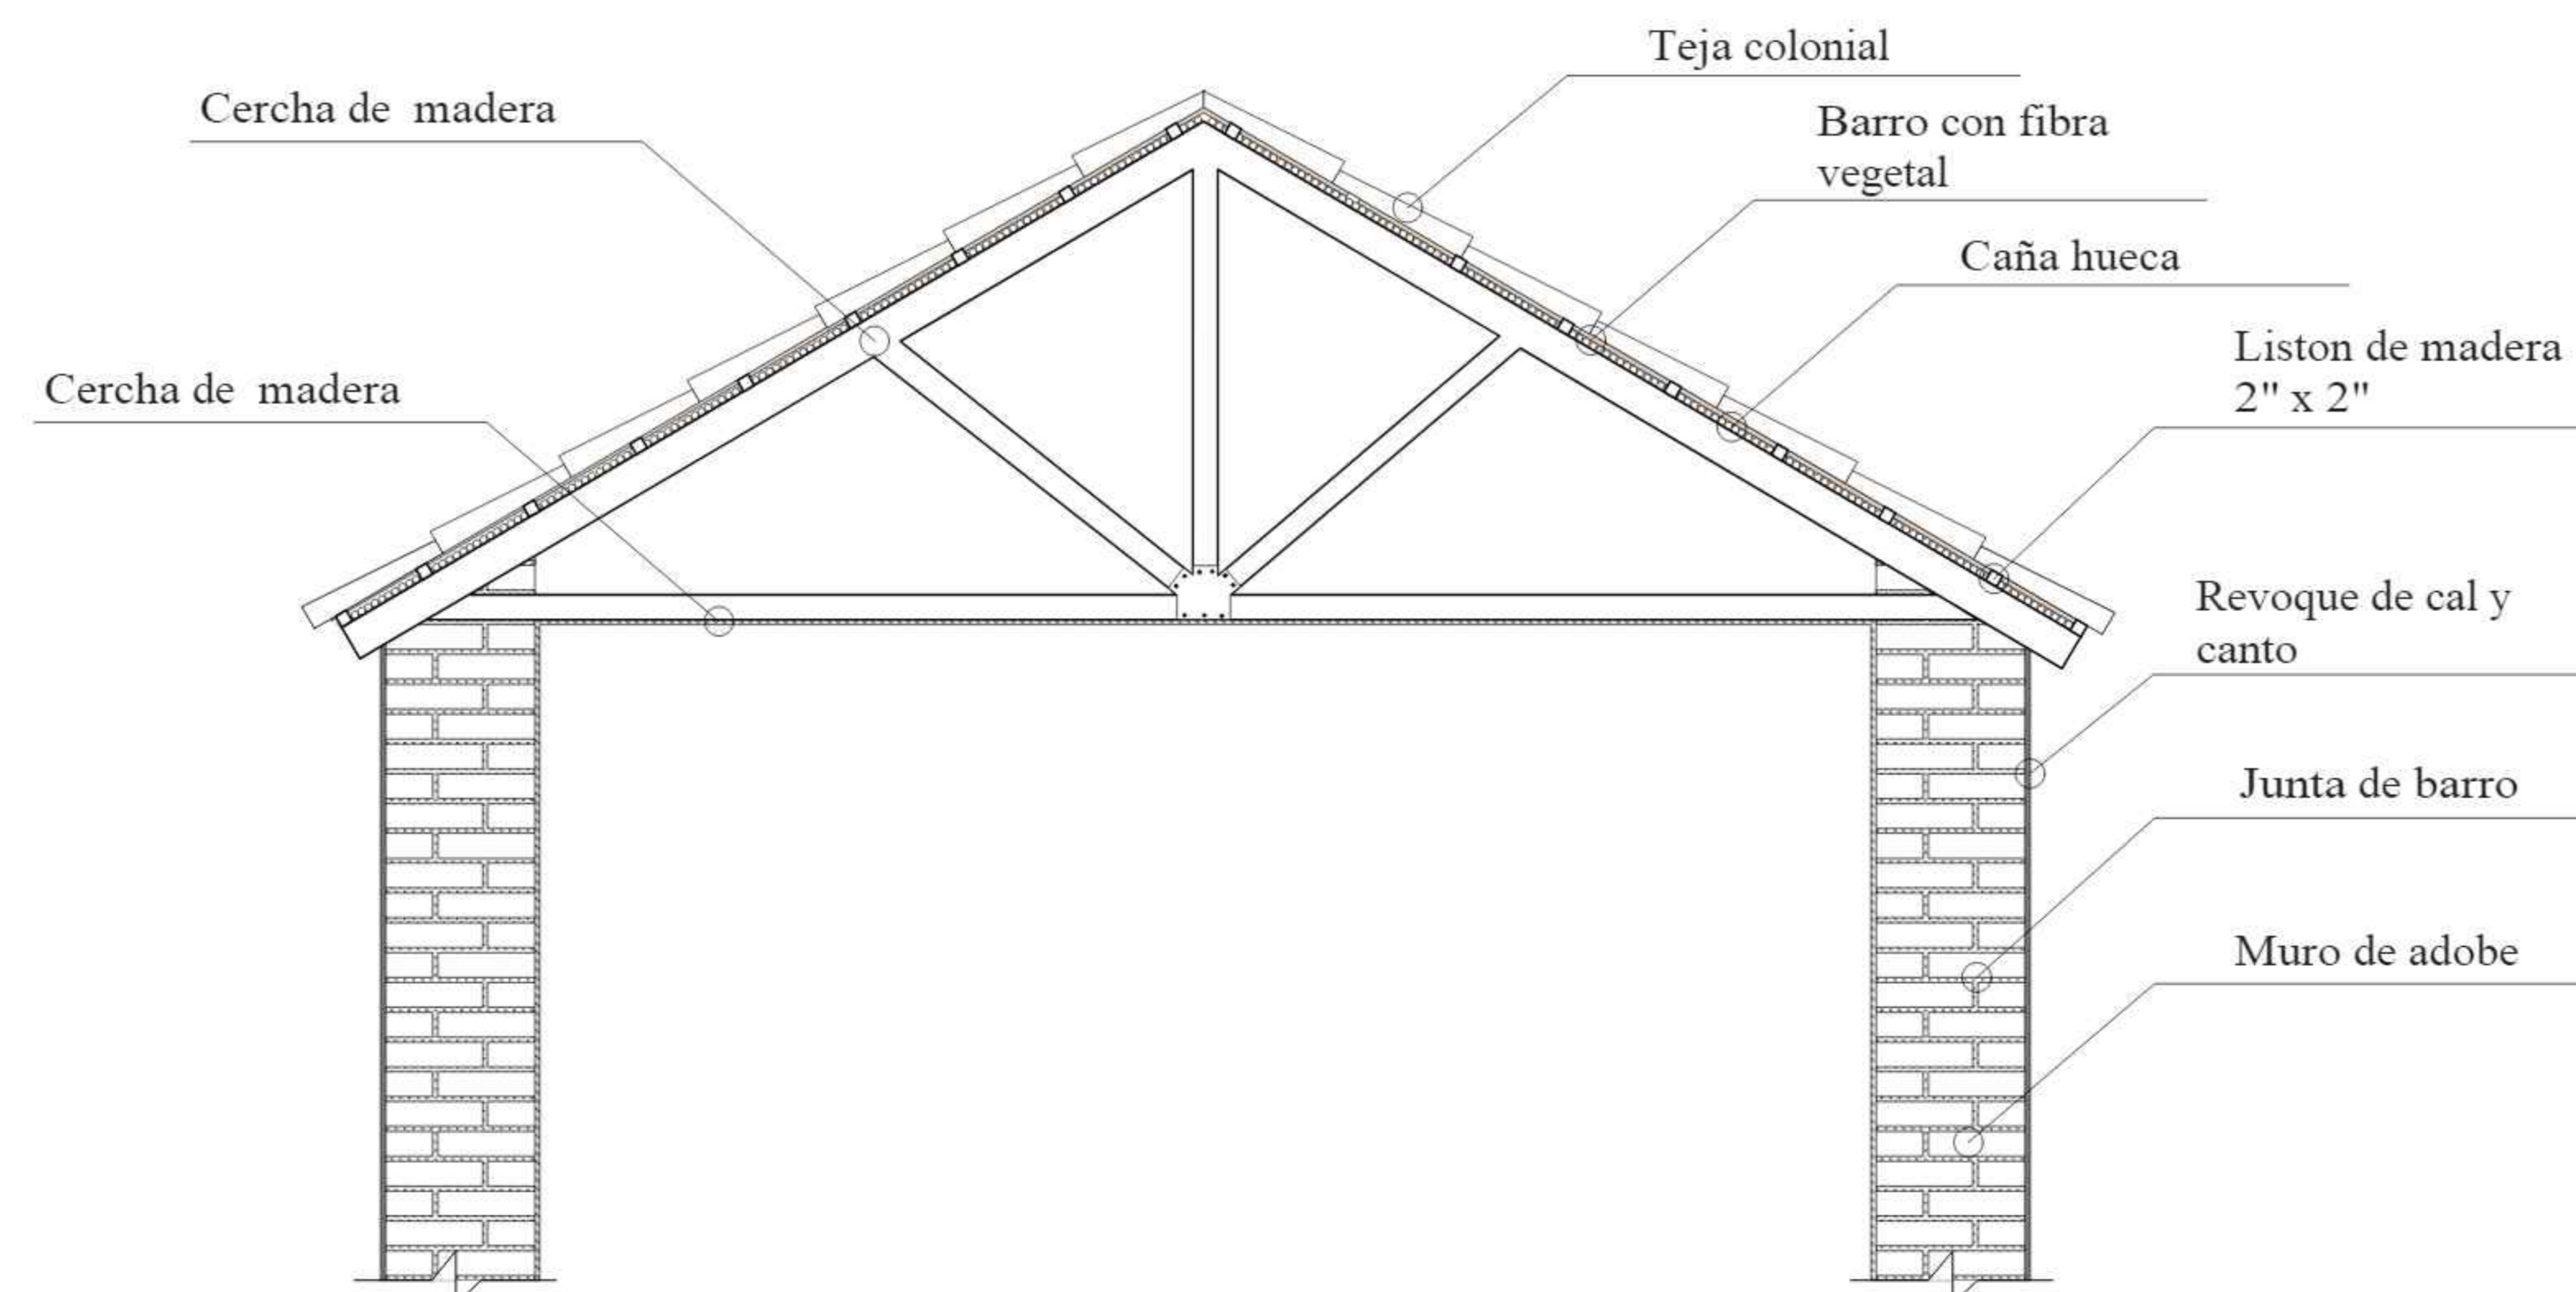 Teja colonial
Cercha de madera
Barro con fibra
vegetal
Caña hueca
Liston de madera
2" x 2"
Cercha de madera
Revoque de cal y
canto
Junta de barro
Muro de adobe